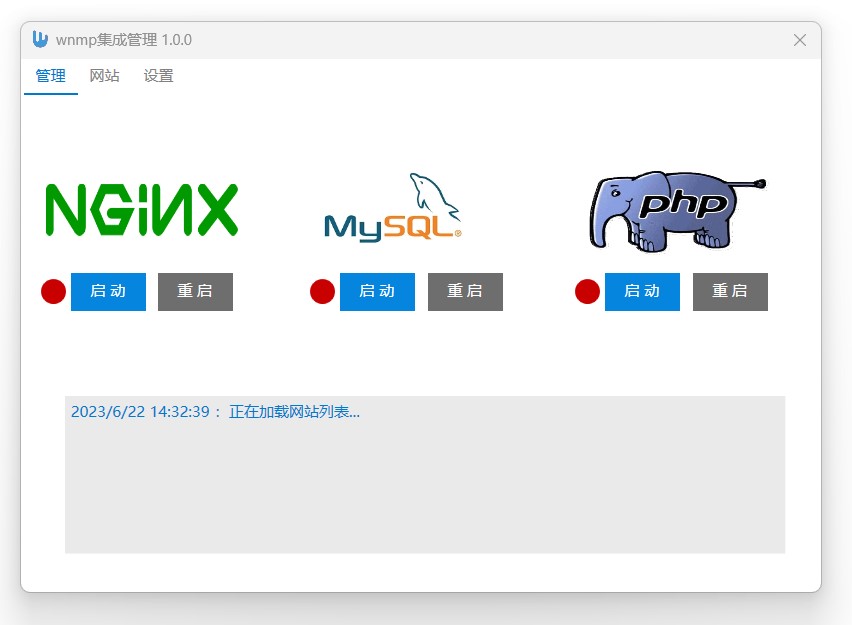 wnmp集成管理 1.0.0
管理 网站 设置
NGiNX
MySQL®
php
启动 重启 启动 重启 启动 重启
2023/6/22 14:32:39 : 正在加载网站列表...